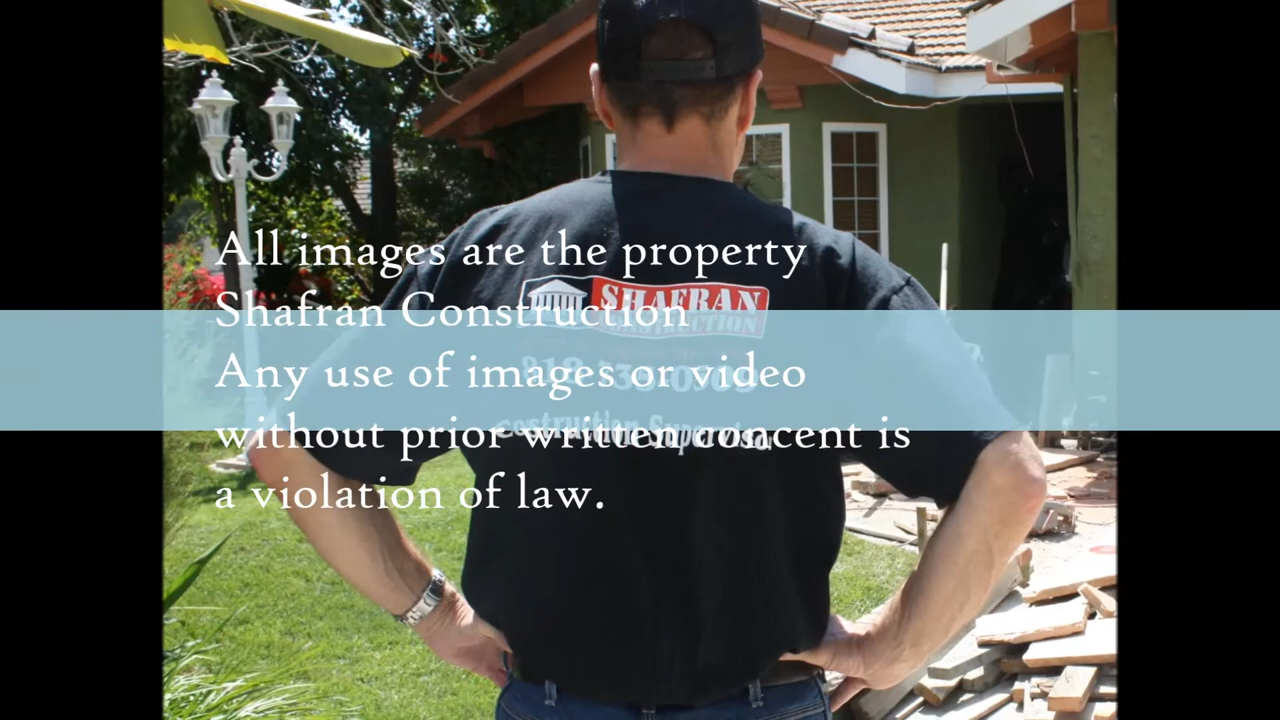 All images are the property
Shafran Construction
Any use of images or video
without prior written concent is
a violation of law.
SHAFRAN
CONSTRUCTION